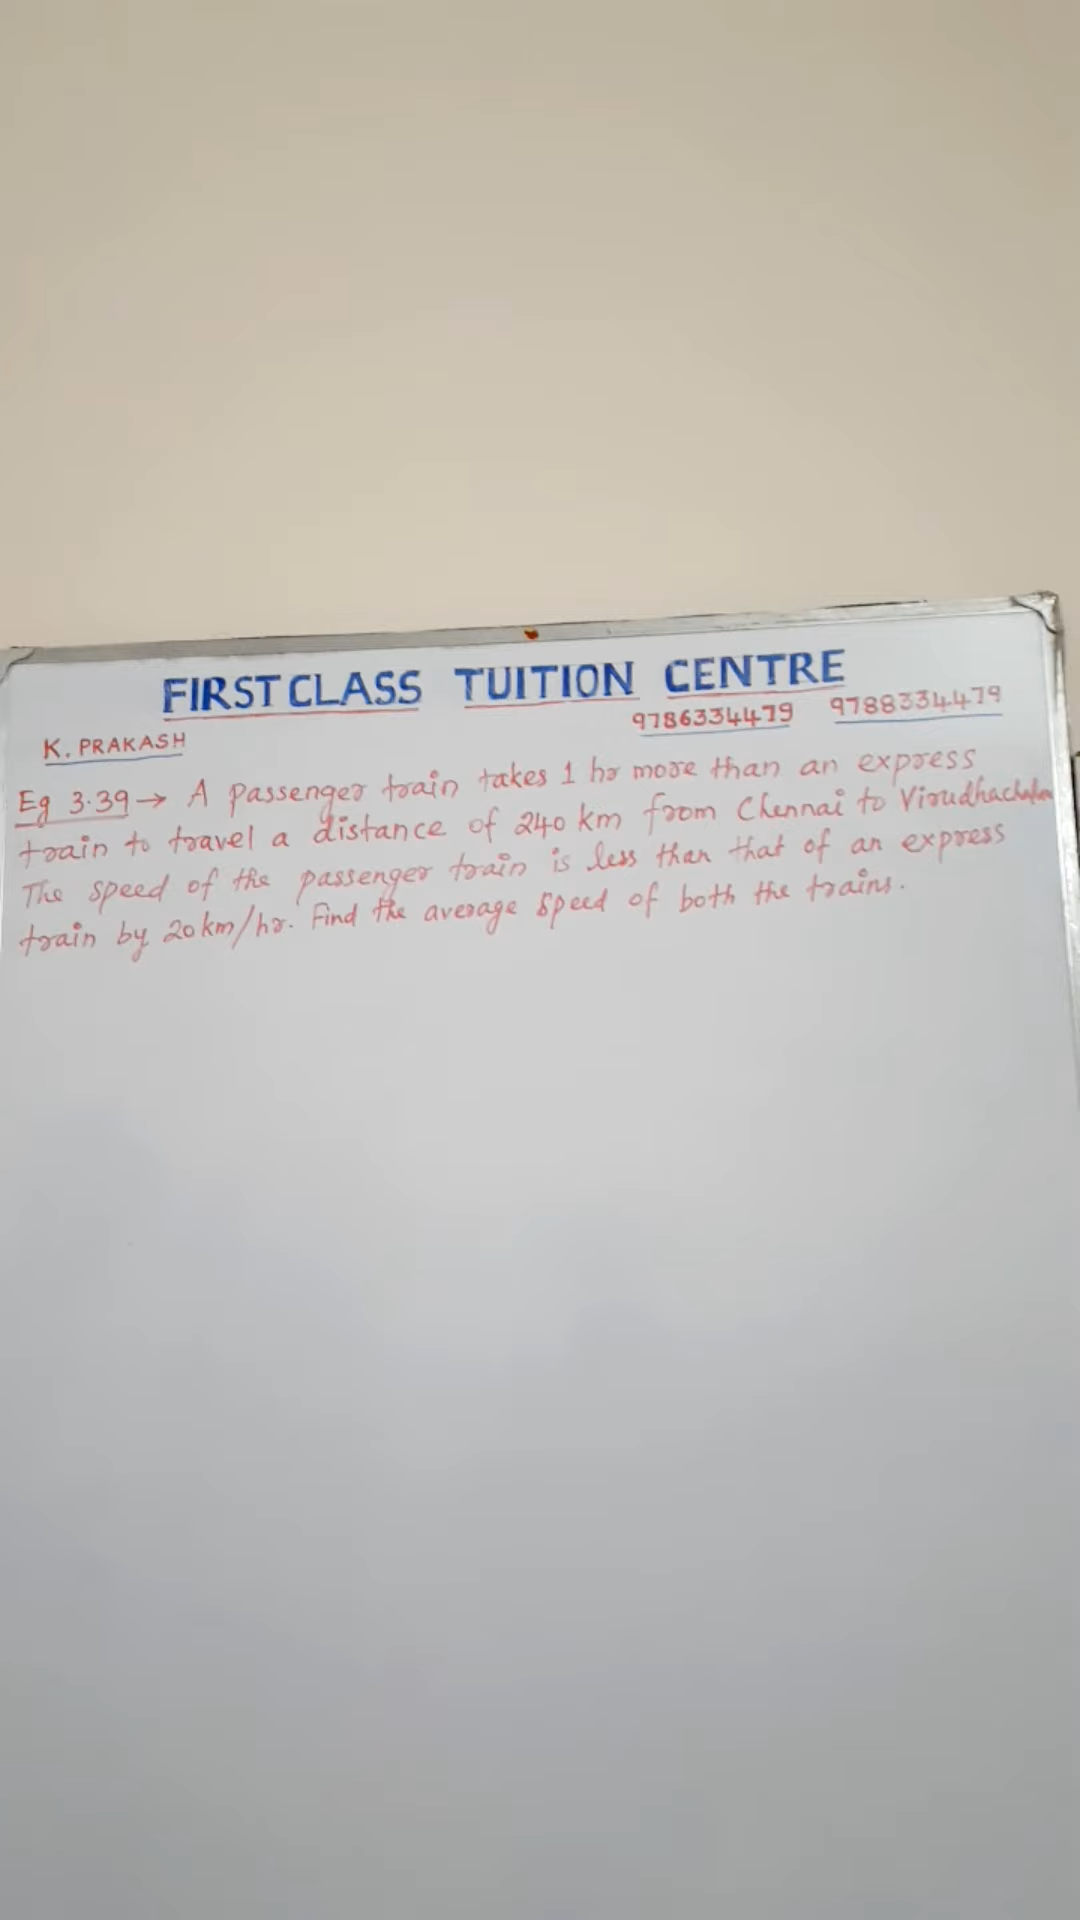 FIRST CLASS TUITION CENTRE
9786334479 9788334479
K. PRAKASH
Eg 3.39→ A passenger train takes 1 hr more than an express
train to travel a distance of 240 km from Chennai to Virudhachalam
The speed of the passenger train is less than that of an express
train by 20 km/hr. Find the average speed of both the trains.